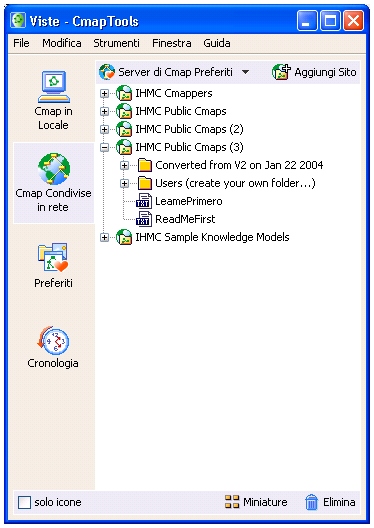 Viste - CmapTools
File Modifica Strumenti Finestra Guida
Server di Cmap Preferiti Aggiungi Sito
Cmap in
Locale
Cmap Condivise
in rete
Preferiti
Cronologia
IHMC Cmappers
IHMC Public Cmaps
IHMC Public Cmaps (2)
IHMC Public Cmaps (3)
Converted from V2 on Jan 22 2004
Users (create your own folder...)
TXT LeamePrimero
TXT ReadMeFirst
IHMC Sample Knowledge Models
solo icone Miniature Elimina